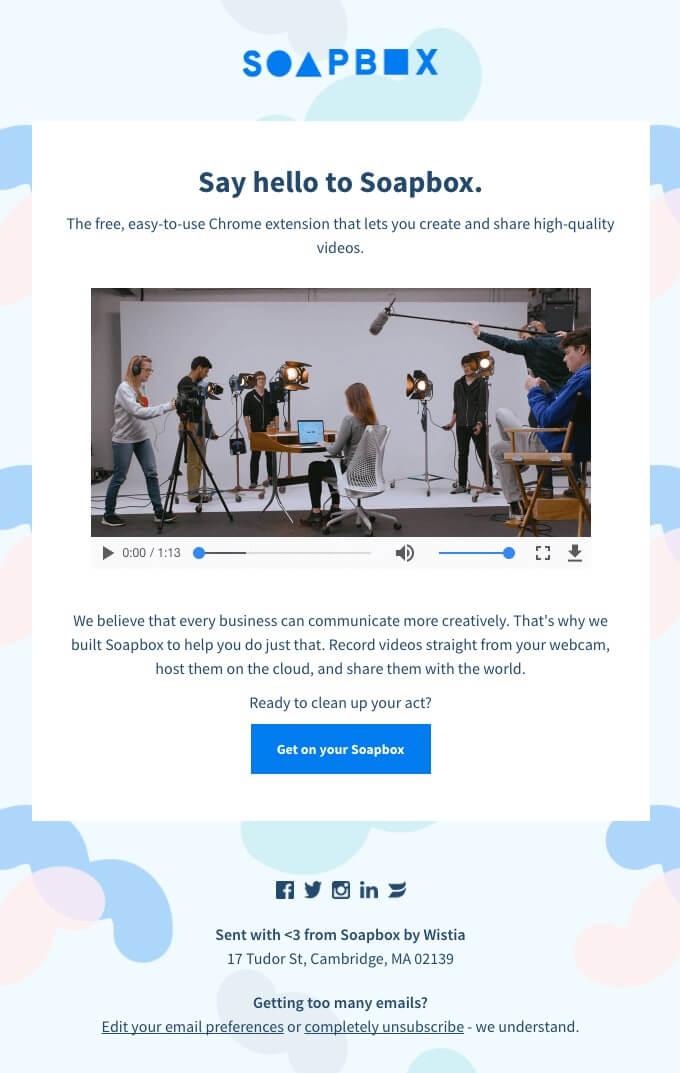 SOAPBOX
Say hello to Soapbox.
The free, easy-to-use Chrome extension that lets you create and share high-quality
videos.
0:00 / 1:13
We believe that every business can communicate more creatively. That's why we
built Soapbox to help you do just that. Record videos straight from your webcam,
host them on the cloud, and share them with the world.
Ready to clean up your act?
Get on your Soapbox
Sent with <3 from Soapbox by Wistia
17 Tudor St, Cambridge, MA 02139
Getting too many emails?
Edit your email preferences or completely unsubscribe - we understand.